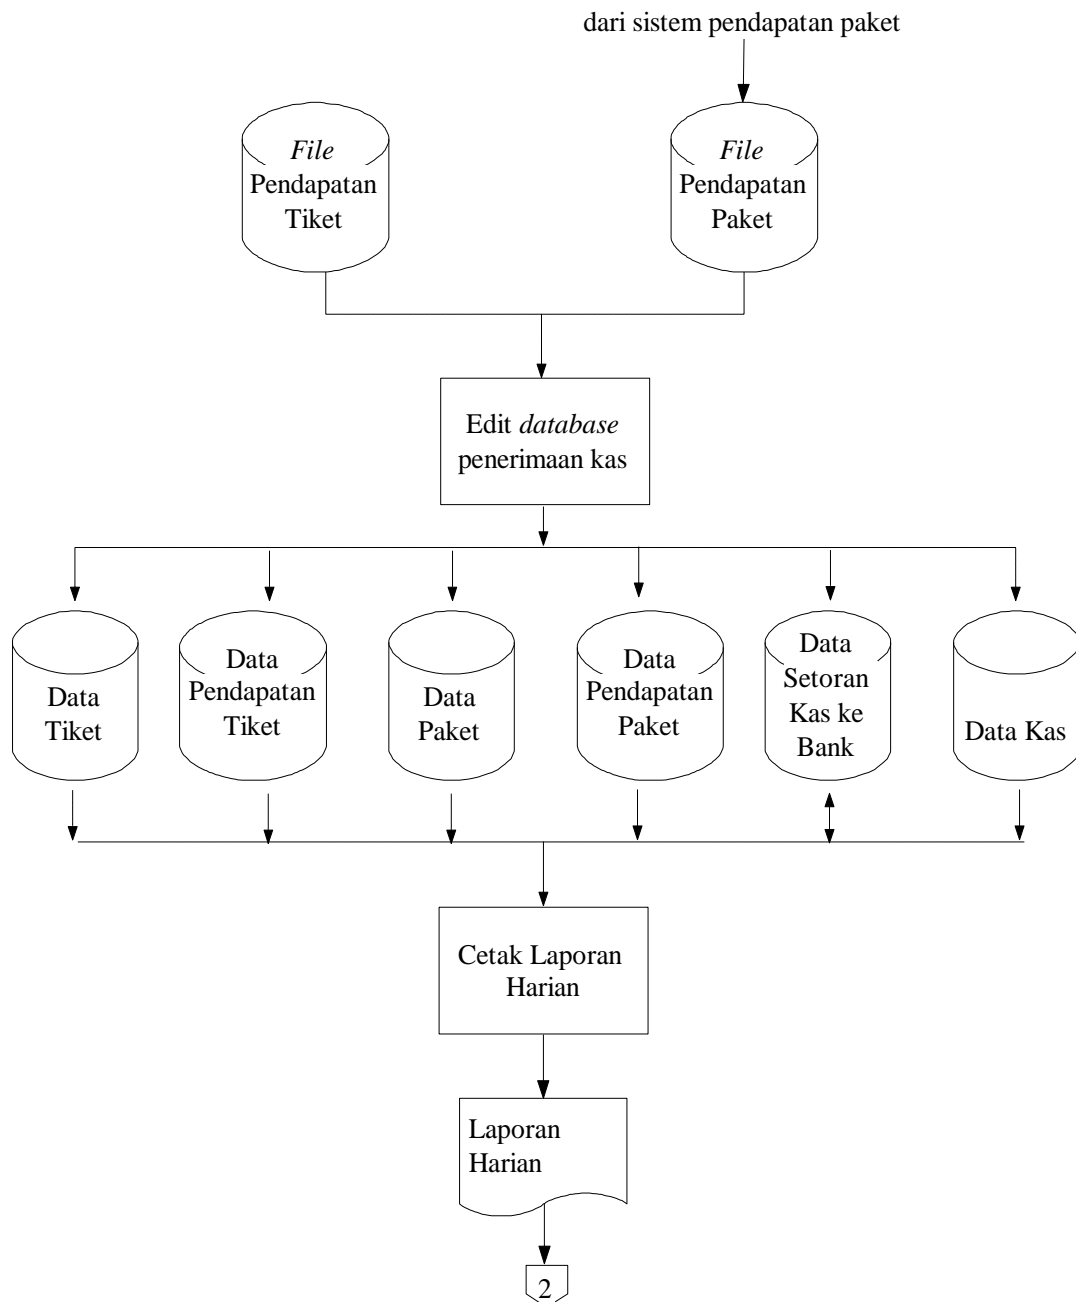 dari sistem pendapatan paket
File
Pendapatan
Tiket
File
Pendapatan
Paket
Edit database
penerimaan kas
Data
Tiket
Data
Pendapatan
Tiket
Data
Paket
Data
Pendapatan
Paket
Data
Setoran
Kas ke
Bank
Data Kas
Cetak Laporan
Harian
Laporan
Harian
2